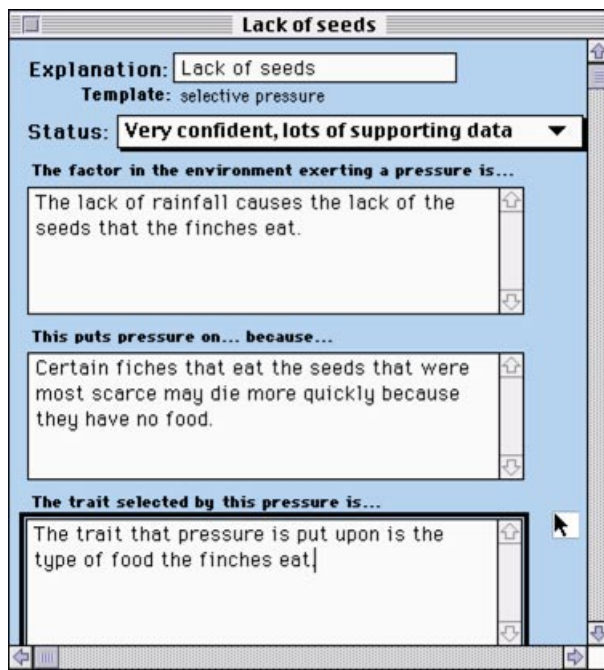 Lack of seeds
Explanation: Lack of seeds
Template: selective pressure
Status: Very confident, lots of supporting data
The factor in the environment exerting a pressure is...
The lack of rainfall causes the lack of the
seeds that the finches eat.
This puts pressure on... because...
Certain fiches that eat the seeds that were
most scarce may die more quickly because
they have no food.
The trait selected by this pressure is...
The trait that pressure is put upon is the
type of food the finches eat.